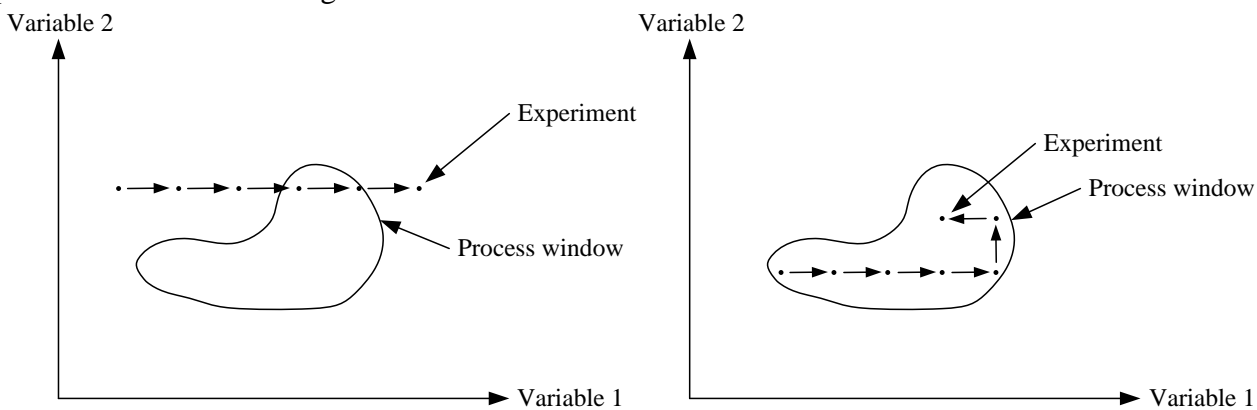 Variable 2
Experiment
Process window
Variable 1
Variable 2
Experiment
Process window
Variable 1